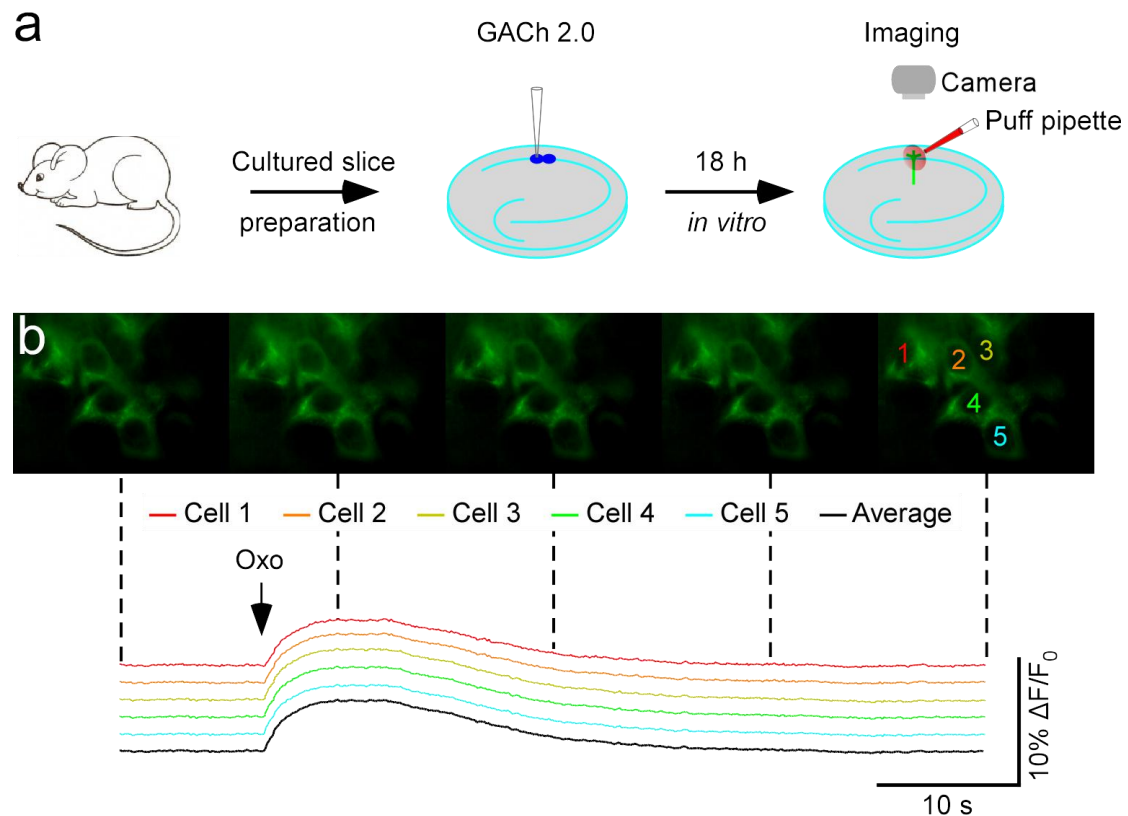 a
GACh 2.0
Imaging
Camera
Puff pipette
Cultured slice
preparation
18 h
in vitro
b
1
2
3
4
5
Cell 1
Cell 2
Cell 3
Cell 4
Cell 5
Average
Oxo
10% ΔF/F₀
10 s